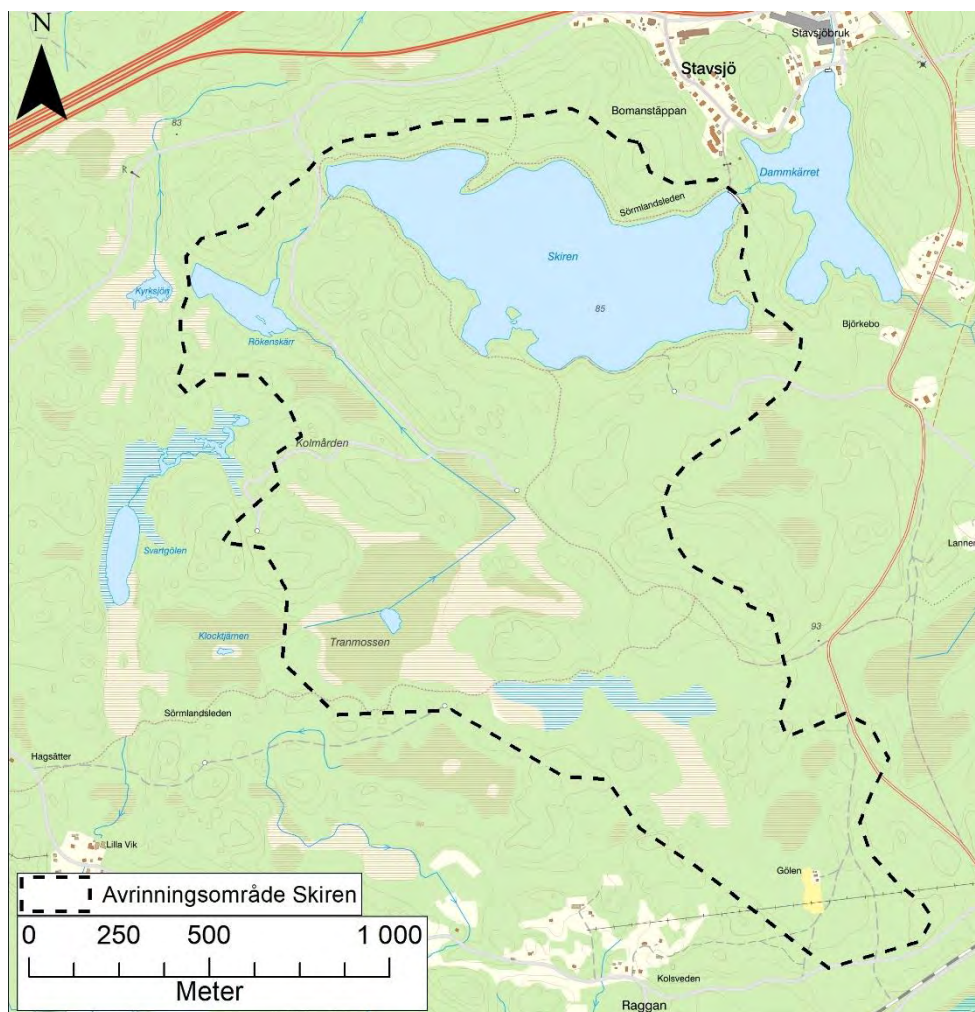 N
Stavsjöbruk
Stavsjö
Bomanstäppan
83
R
Dammkärret
Sörmlandsleden
Skiren
Kyrksjön
85
Rökenskärr
Björkebo
Kolmården
Svartgölen
Lanner
93
Klocktjärnen
Tranmossen
Sörmlandsleden
Hagsätter
Lilla Vik
Gölen
Avrinningsområde Skiren
0 250 500 1 000
Meter
Kolsveden
Raggan